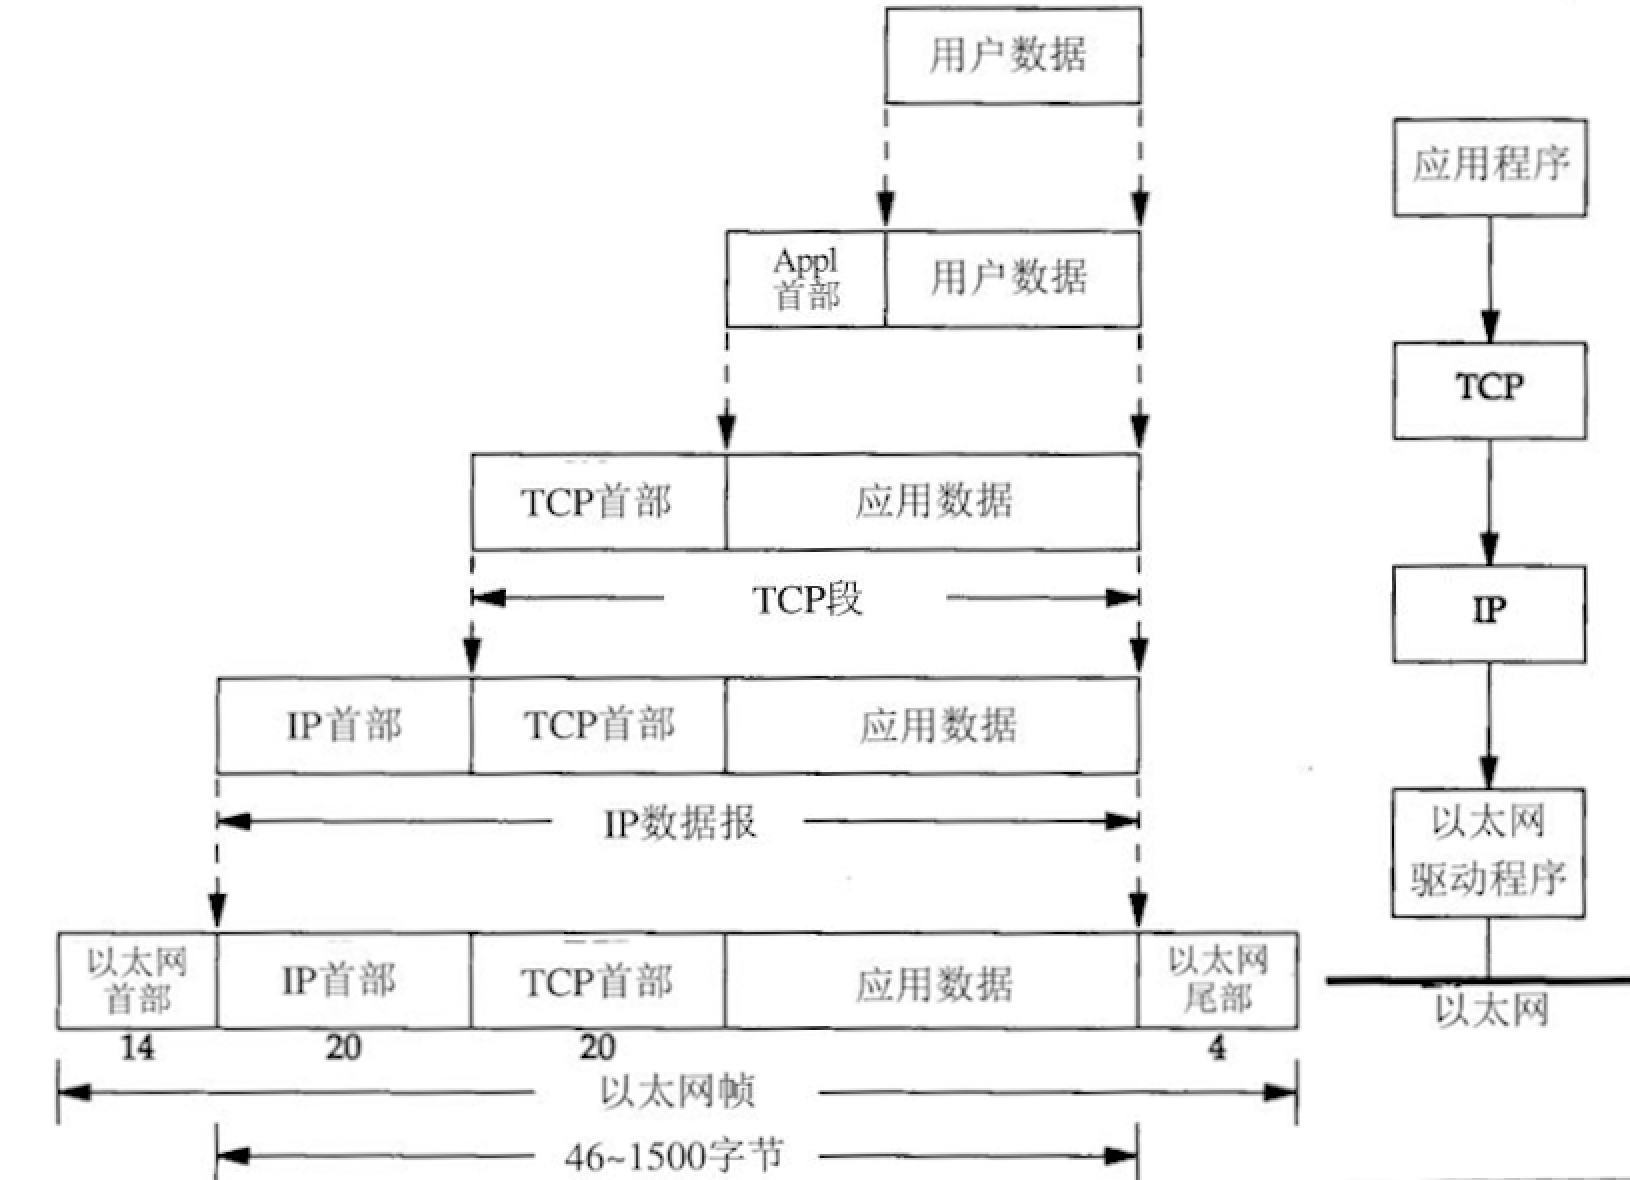 用户数据
应用程序
Appl
首部
用户数据
TCP
TCP首部
应用数据
TCP段
IP
IP首部
TCP首部
应用数据
IP数据报
以太网
驱动程序
以太网
首部
IP首部
TCP首部
应用数据
以太网
尾部
以太网
14
20
20
4
以太网帧
46~1500字节